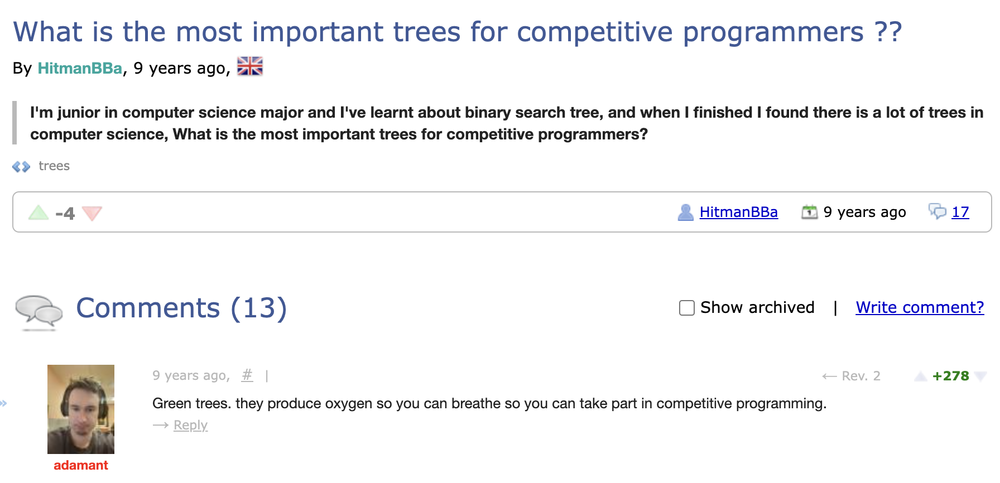 What is the most important trees for competitive programmers ??
By HitmanBBa, 9 years ago,
I'm junior in computer science major and I've learnt about binary search tree, and when I finished I found there is a lot of trees in
computer science, What is the most important trees for competitive programmers?
trees
-4 HitmanBBa 9 years ago 17
Comments (13) Show archived | Write comment?
9 years ago, # | ← Rev. 2 +278
» Green trees. they produce oxygen so you can breathe so you can take part in competitive programming.
→ Reply
adamant